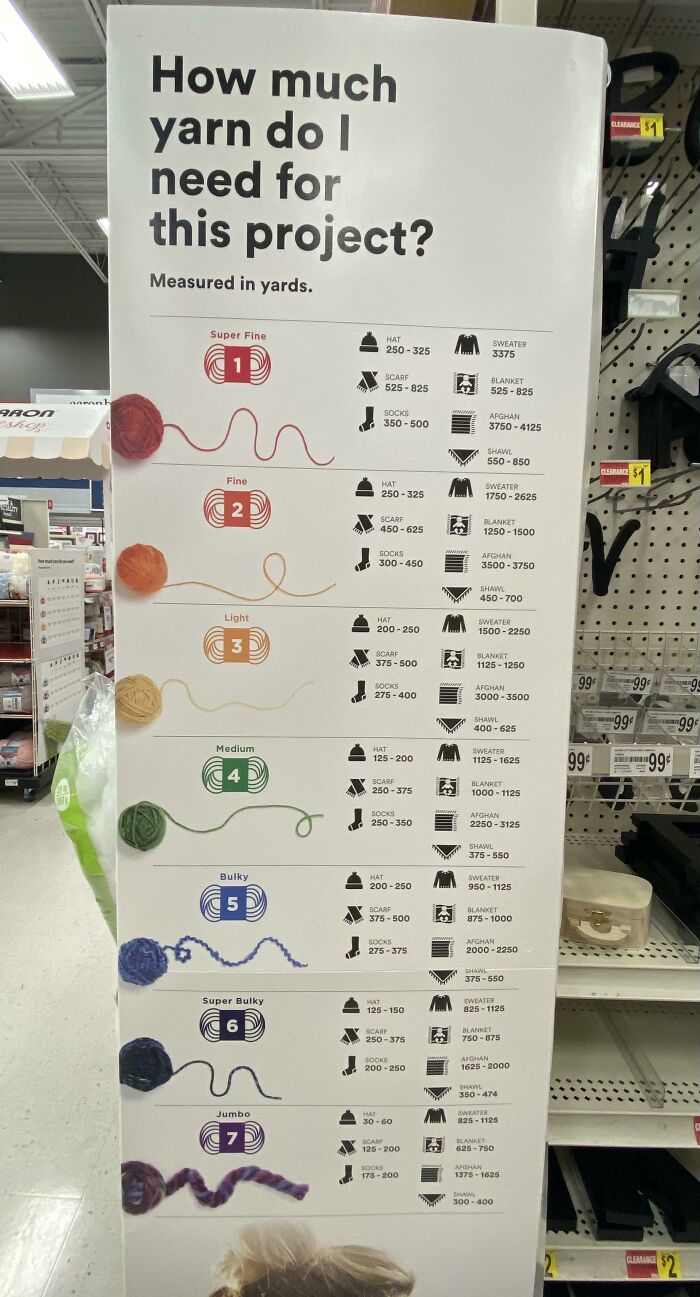 How much
yarn do I
need for
this project?
Measured in yards.
Super Fine
1
HAT
250 - 325
SWEATER
3375
SCARF
525 - 825
BLANKET
525 - 825
SOCKS
350 - 500
AFGHAN
3750 - 4125
SHAWL
550 - 850
Fine
2
HAT
250 - 325
SWEATER
1750 - 2625
SCARF
450 - 625
BLANKET
1250 - 1500
SOCKS
300 - 450
AFGHAN
3500 - 3750
SHAWL
450 - 700
Light
3
HAT
200 - 250
SWEATER
1500 - 2250
SCARF
375 - 500
BLANKET
1125 - 1250
SOCKS
275 - 400
AFGHAN
3000 - 3500
SHAWL
400 - 625
Medium
4
HAT
125 - 200
SWEATER
1125 - 1625
SCARF
250 - 375
BLANKET
1000 - 1125
SOCKS
250 - 350
AFGHAN
2250 - 3125
SHAWL
375 - 550
Bulky
5
HAT
200 - 250
SWEATER
950 - 1125
SCARF
375 - 500
BLANKET
875 - 1000
SOCKS
275 - 375
AFGHAN
2000 - 2250
SHAWL
375 - 550
Super Bulky
6
HAT
125 - 150
SWEATER
825 - 1125
SCARF
250 - 375
BLANKET
750 - 875
SOCKS
200 - 250
AFGHAN
1625 - 2000
SHAWL
350 - 474
Jumbo
7
HAT
30 - 60
SWEATER
825 - 1125
SCARF
125 - 200
BLANKET
625 - 750
SOCKS
175 - 200
AFGHAN
1375 - 1625
SHAWL
300 - 400
CLEARANCE $1
CLEARANCE $1
99¢
99¢
99¢
99¢
99¢
99¢
CLEARANCE $2